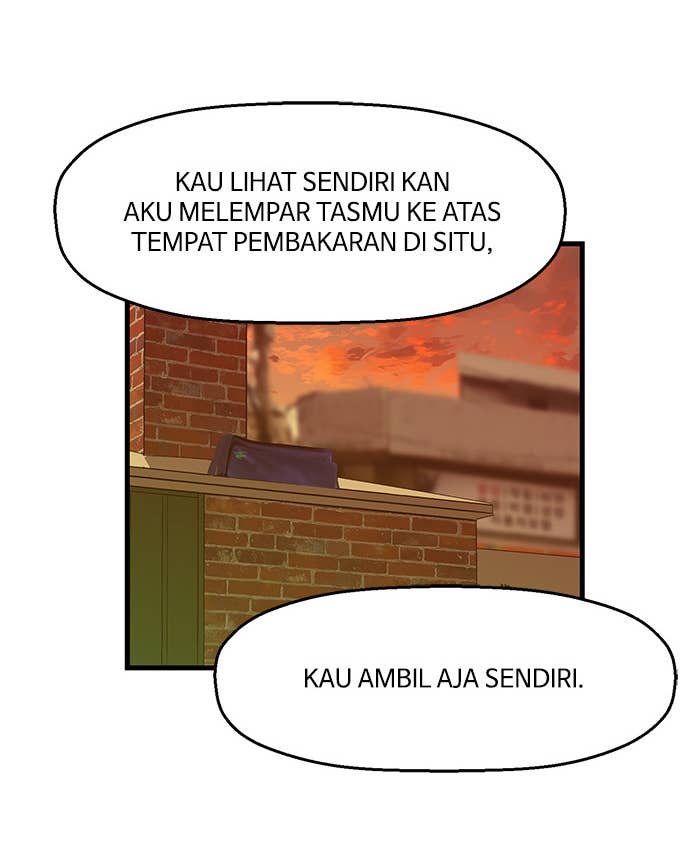 KAU LIHAT SENDIRI KAN
AKU MELEMPAR TASMU KE ATAS
TEMPAT PEMBAKARAN DI SITU,
KAU AMBIL AJA SENDIRI.